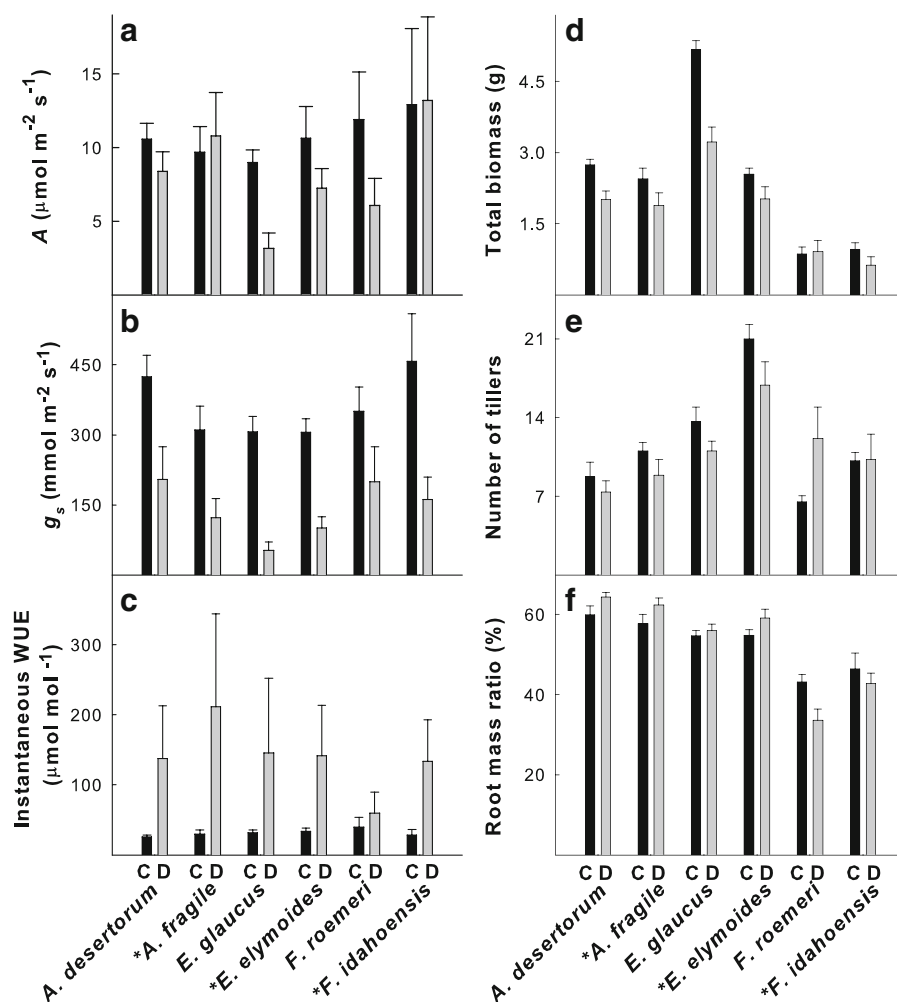 a
A (μmol m⁻² s⁻¹)
15
10
5
b
gₛ (mmol m⁻² s⁻¹)
450
300
150
c
Instantaneous WUE
(μmol mol ⁻¹)
300
200
100
C D C D C D C D C D C D
A. desertorum
*A. fragile
E. glaucus
*E. elymoides
F. roemeri
*F. idahoensis
d
Total biomass (g)
4.5
3.0
1.5
e
Number of tillers
21
14
7
f
Root mass ratio (%)
60
40
20
C D C D C D C D C D C D
A. desertorum
*A. fragile
E. glaucus
*E. elymoides
F. roemeri
*F. idahoensis